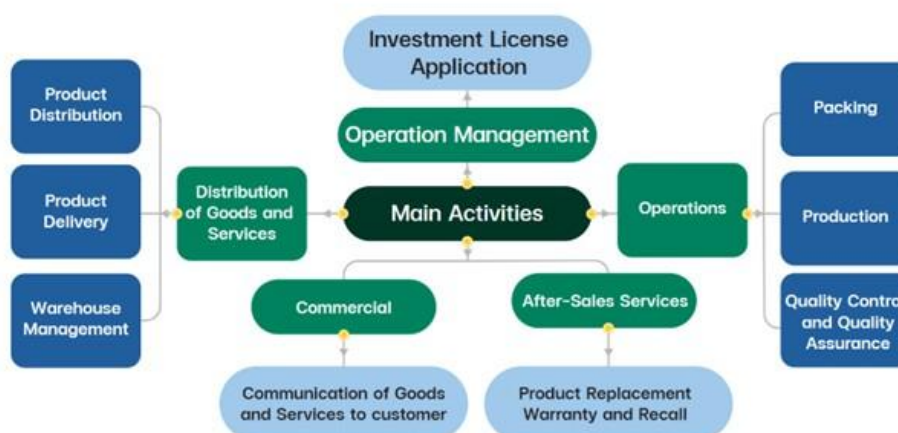 Investment License
Application
Product
Distribution
Operation Management
Packing
Product
Delivery
Distribution
of Goods and
Services
Main Activities
Operations
Production
Warehouse
Management
Commercial
After-Sales Services
Quality Contro
and Quality
Assurance
Communication of Goods
and Services to customer
Product Replacement
Warranty and Recall